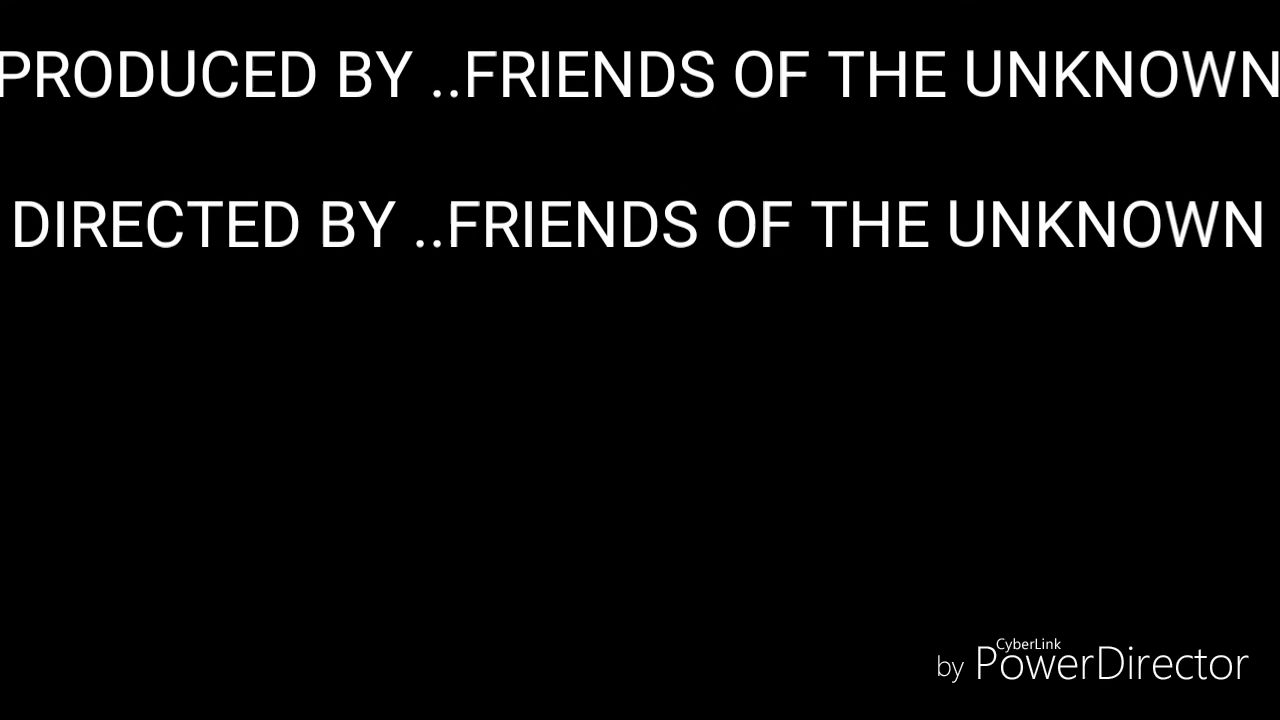 PRODUCED BY ..FRIENDS OF THE UNKNOWN
DIRECTED BY ..FRIENDS OF THE UNKNOWN
CyberLink
by PowerDirector